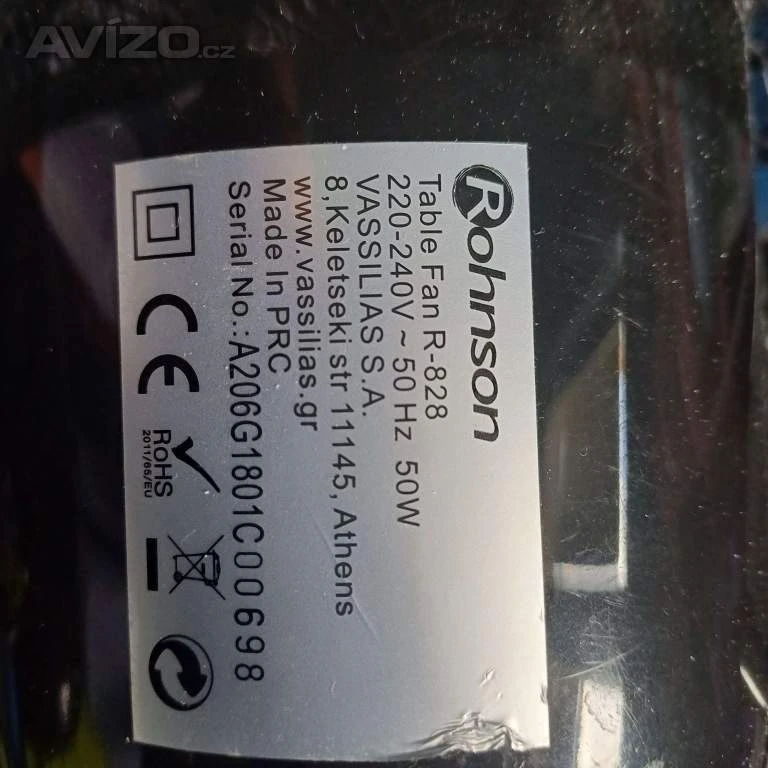 AVÍZO.cz
Rohnson
Table Fan R-828
220-240V ~ 50 Hz 50W
VASSILIAS S.A.
8,Keletseki str 11145, Athens
www.vassilias.gr
Made In PRC
Serial No.:A206G1801C00698
CE
RoHS
2011/65/EU